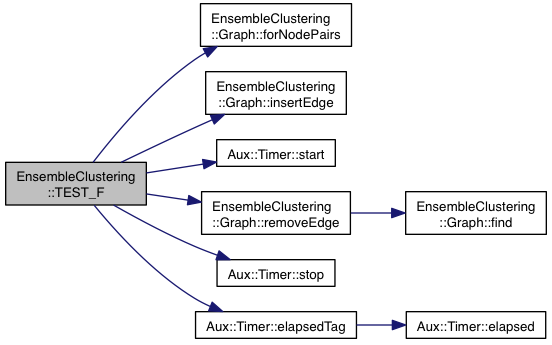 EnsembleClustering
::Graph::forNodePairs
EnsembleClustering
::Graph::insertEdge
Aux::Timer::start
EnsembleClustering
::TEST_F
EnsembleClustering
::Graph::removeEdge
EnsembleClustering
::Graph::find
Aux::Timer::stop
Aux::Timer::elapsedTag
Aux::Timer::elapsed